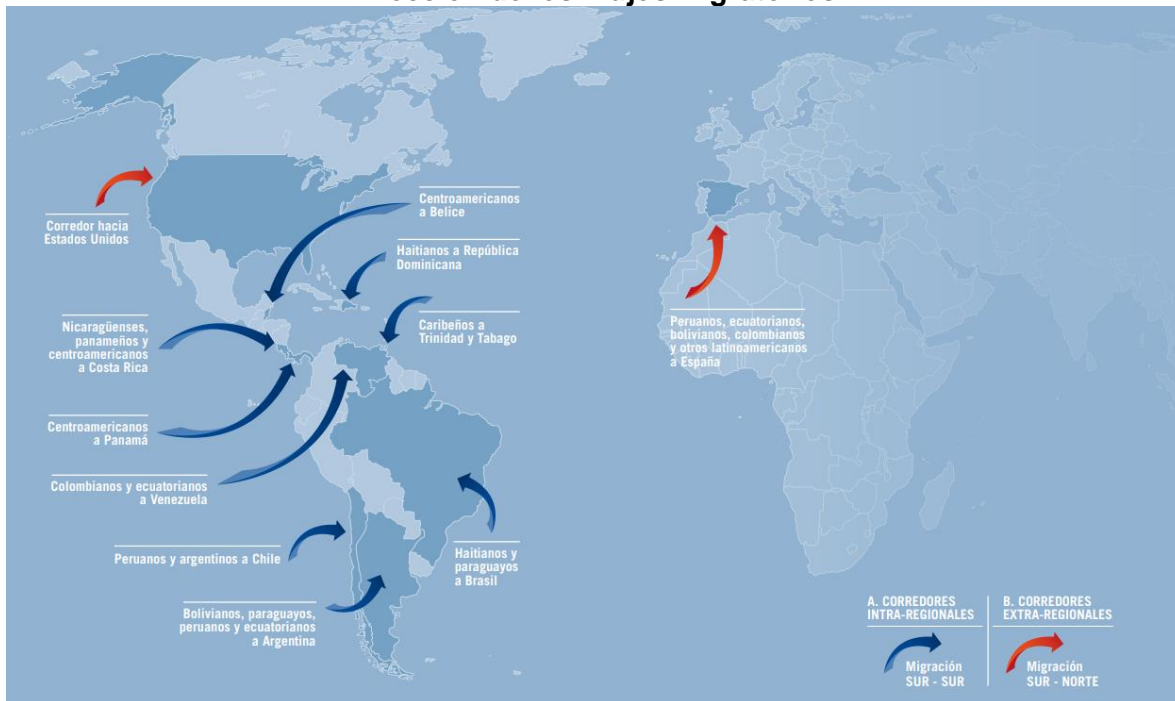 Corredor hacia
Estados Unidos
Centroamericanos
a Belice
Haitianos a República
Dominicana
Caribeños a
Trinidad y Tabago
Nicaragüenses,
panameños y
centroamericanos
a Costa Rica
Centroamericanos
a Panamá
Colombianos y ecuatorianos
a Venezuela
Peruanos y argentinos a Chile
Bolivianos, paraguayos,
peruanos y ecuatorianos
a Argentina
Haitianos y
paraguayos
a Brasil
Peruanos, ecuatorianos,
bolivianos, colombianos
y otros latinoamericanos
a España
A. CORREDORES
INTRA-REGIONALES
Migración
SUR - SUR
B. CORREDORES
EXTRA-REGIONALES
Migración
SUR - NORTE